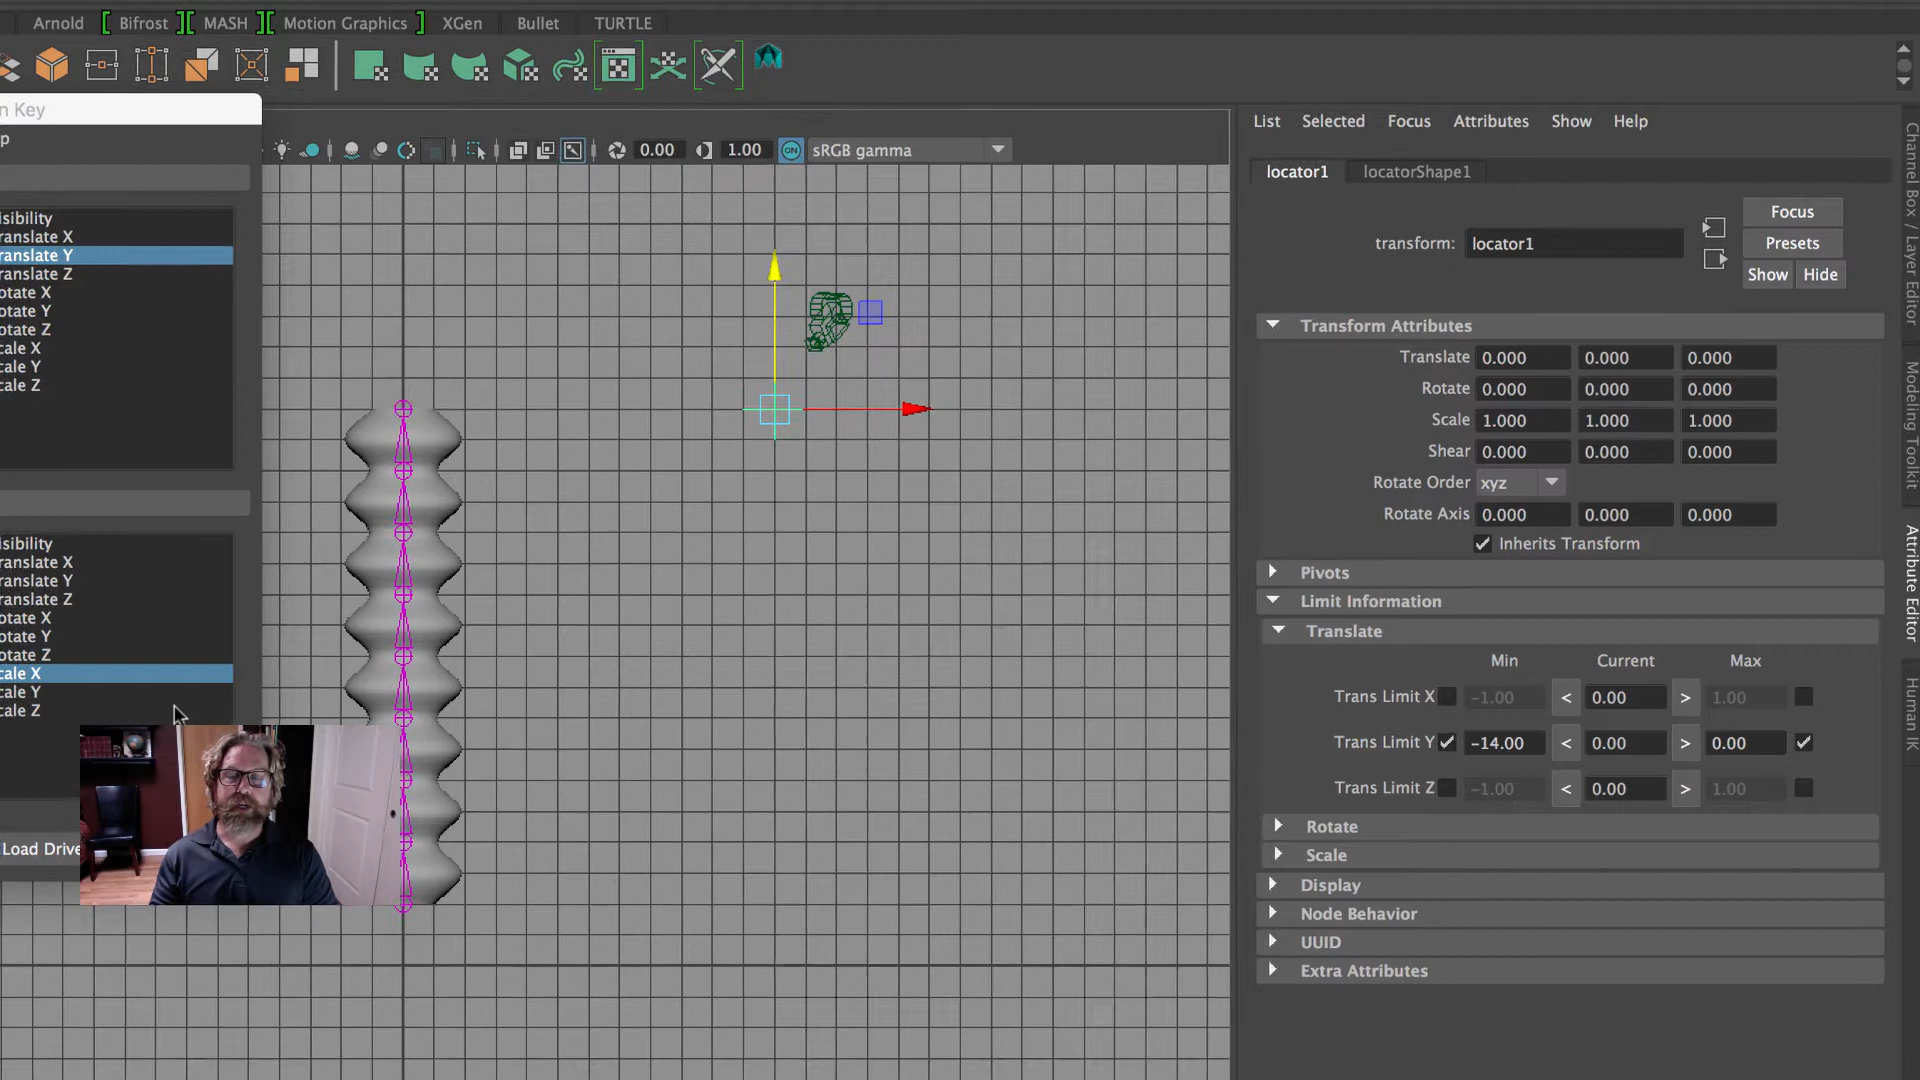 Arnold [ Bifrost ][ MASH ][ Motion Graphics ] XGen Bullet TURTLE
n Key
p
0.00 1.00 ON sRGB gamma
isibility
ranslate X
ranslate Y
ranslate Z
otate X
otate Y
otate Z
cale X
cale Y
cale Z
isibility
ranslate X
ranslate Y
ranslate Z
otate X
otate Y
otate Z
cale X
cale Y
cale Z
Load Drive
List Selected Focus Attributes Show Help
locator1 locatorShape1
Focus
transform: locator1
Presets
Show Hide
Transform Attributes
Translate 0.000 0.000 0.000
Rotate 0.000 0.000 0.000
Scale 1.000 1.000 1.000
Shear 0.000 0.000 0.000
Rotate Order xyz
Rotate Axis 0.000 0.000 0.000
Inherits Transform
Pivots
Limit Information
Translate
Min Current Max
Trans Limit X -1.00 < 0.00 > 1.00
Trans Limit Y -14.00 < 0.00 > 0.00
Trans Limit Z -1.00 < 0.00 > 1.00
Rotate
Scale
Display
Node Behavior
UUID
Extra Attributes
Channel Box / Layer Editor
Modeling Toolkit
Attribute Editor
Human IK